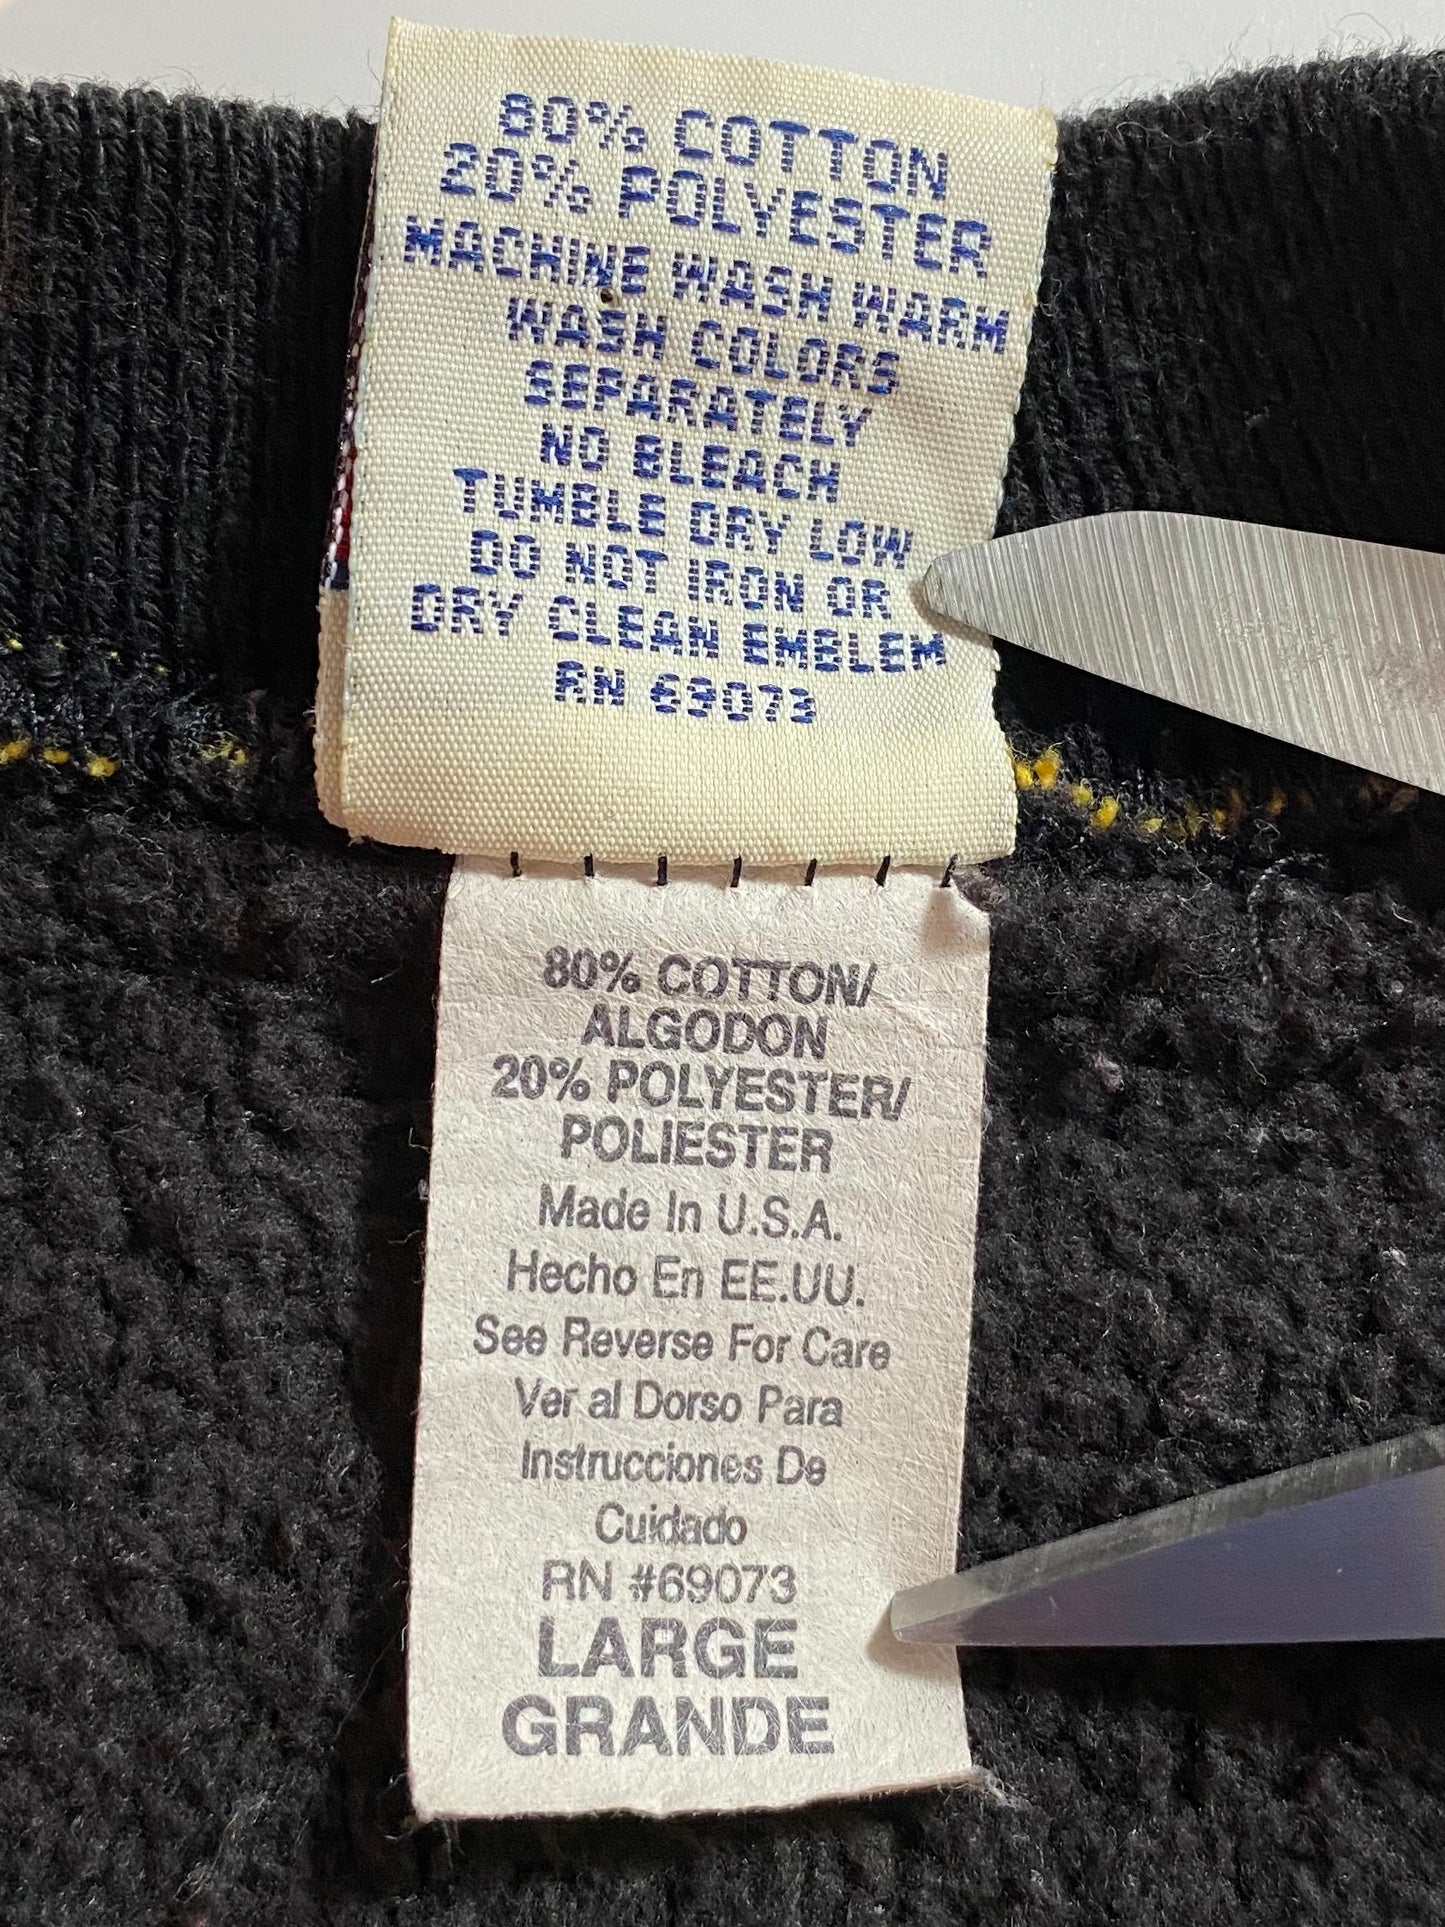 80% COTTON
20% POLYESTER
MACHINE WASH WARM
WASH COLORS
SEPARATELY
NO BLEACH
TUMBLE DRY LOW
DO NOT IRON OR
DRY CLEAN EMBLEM
RN 69073
80% COTTON/
ALGODON
20% POLYESTER/
POLIESTER
Made In U.S.A.
Hecho En EE.UU.
See Reverse For Care
Ver al Dorso Para
Instrucciones De
Cuidado
RN #69073
LARGE
GRANDE